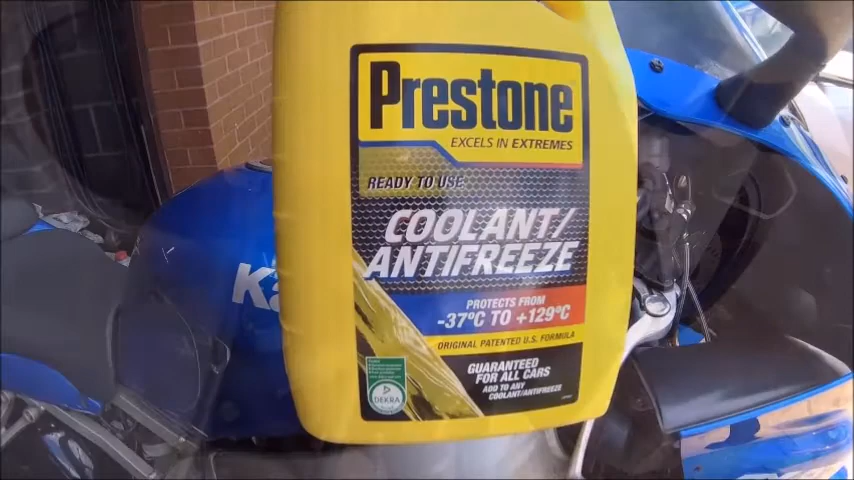 Prestone
EXCELS IN EXTREMES
READY TO USE
COOLANT/
ANTIFREEZE
PROTECTS FROM
-37°C TO +129°C
ORIGINAL PATENTED U.S. FORMULA
GUARANTEED
FOR ALL CARS
ADD TO ANY
COOLANT/ANTIFREEZE
DEKRA
Ka